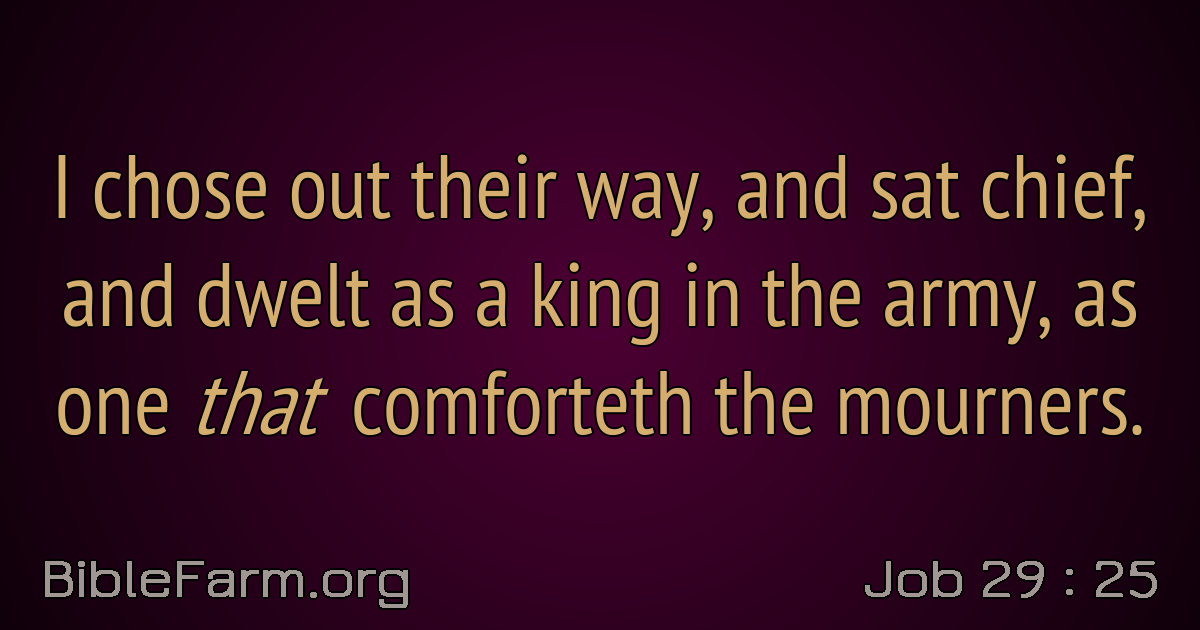 I chose out their way, and sat chief,
and dwelt as a king in the army, as
one that comforteth the mourners.
BibleFarm.org
Job 29 : 25